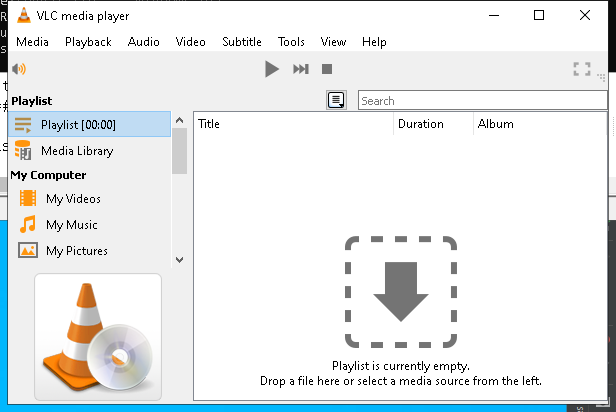 VLC media player
Media Playback Audio Video Subtitle Tools View Help
Playlist
Search
Playlist [00:00]
Title Duration Album
Media Library
My Computer
My Videos
My Music
My Pictures
Playlist is currently empty.
Drop a file here or select a media source from the left.